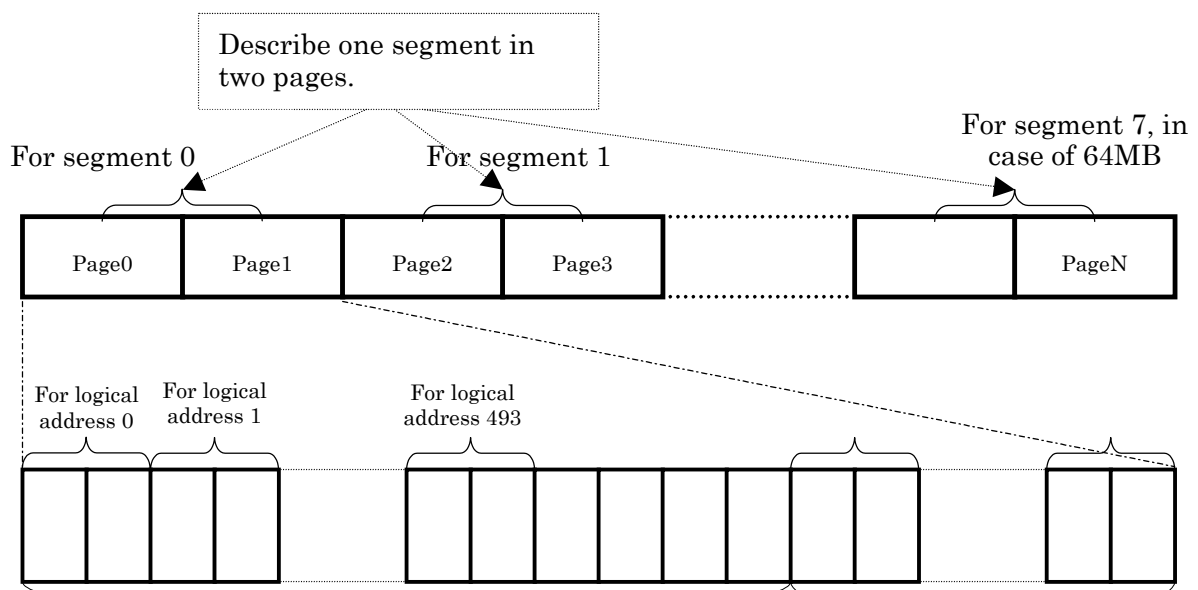 Describe one segment in
two pages.
For segment 0
For segment 1
For segment 7, in
case of 64MB
Page0
Page1
Page2
Page3
PageN
For logical
address 0
For logical
address 1
For logical
address 493